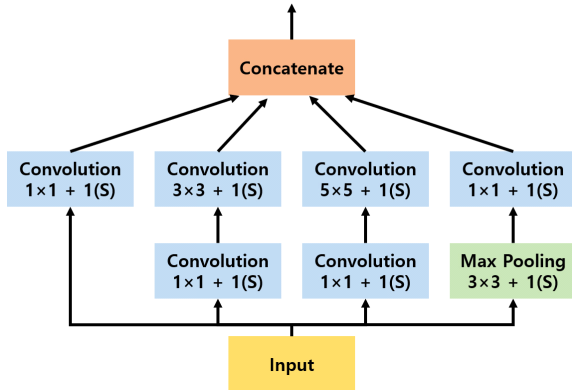 Concatenate
Convolution
1×1 + 1(S)
Convolution
3×3 + 1(S)
Convolution
5×5 + 1(S)
Convolution
1×1 + 1(S)
Convolution
1×1 + 1(S)
Convolution
1×1 + 1(S)
Max Pooling
3×3 + 1(S)
Input